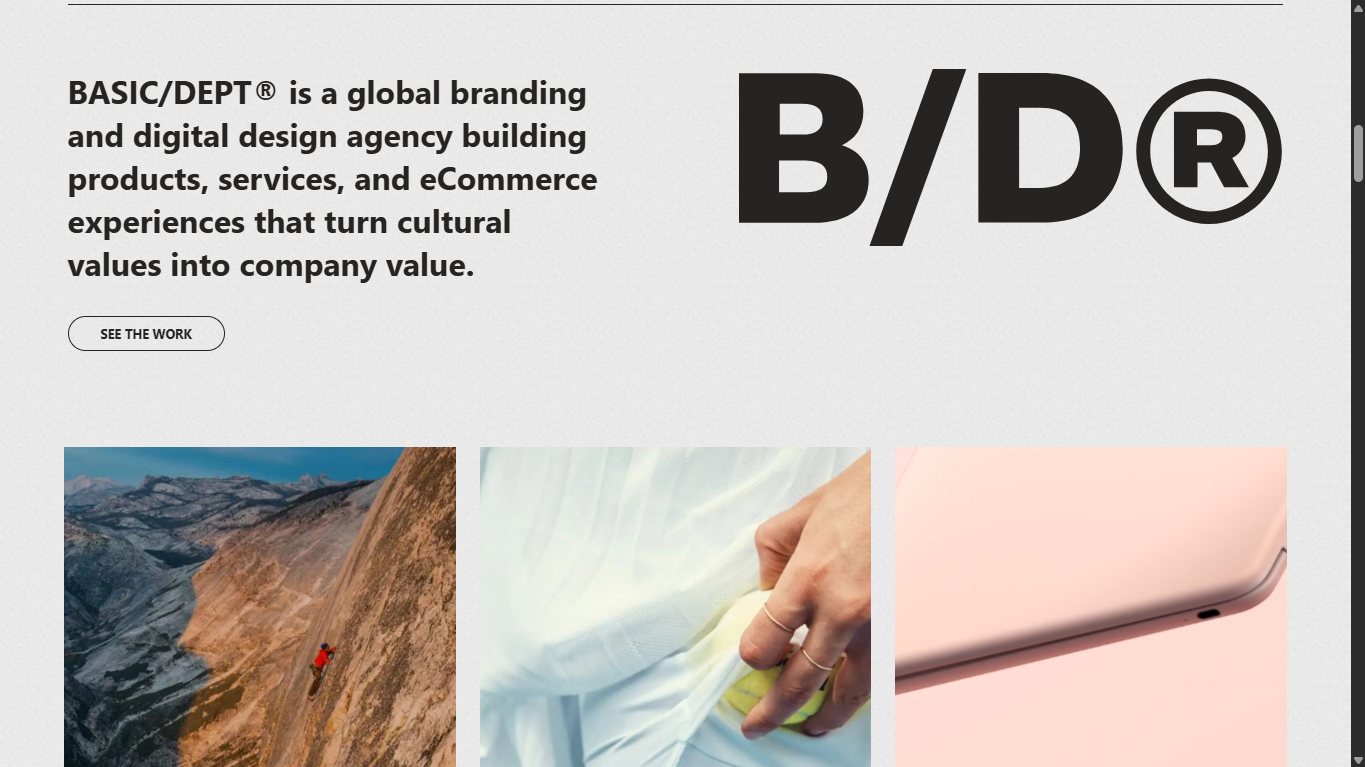 BASIC/DEPT® is a global branding
and digital design agency building
products, services, and eCommerce
experiences that turn cultural
values into company value.
B/D®
SEE THE WORK